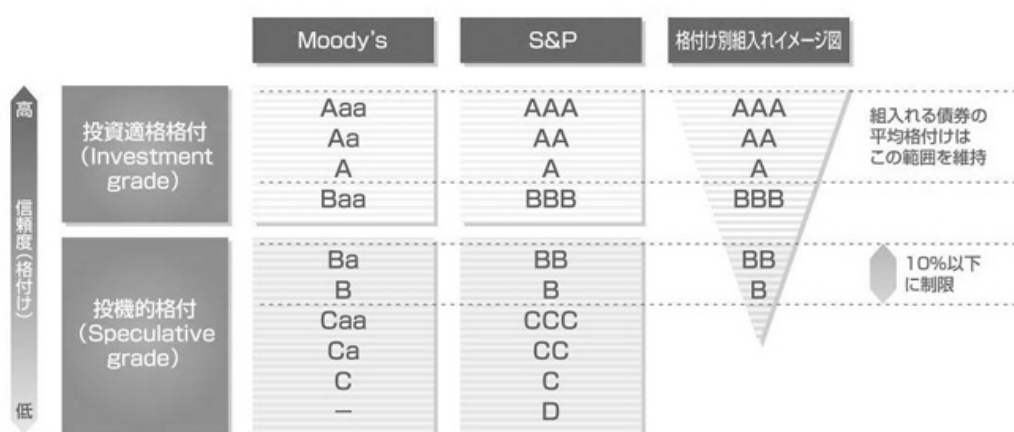 Moody's S&P 格付け別組入れイメージ図
高
信頼度(格付け)
低
投資適格格付
(Investment
grade)
Aaa AAA AAA
Aa AA AA
A A A
Baa BBB BBB
組入れる債券の
平均格付けは
この範囲を維持
投機的格付
(Speculative
grade)
Ba BB BB
B B B
Caa CCC
Ca CC
C C
– D
10%以下
に制限